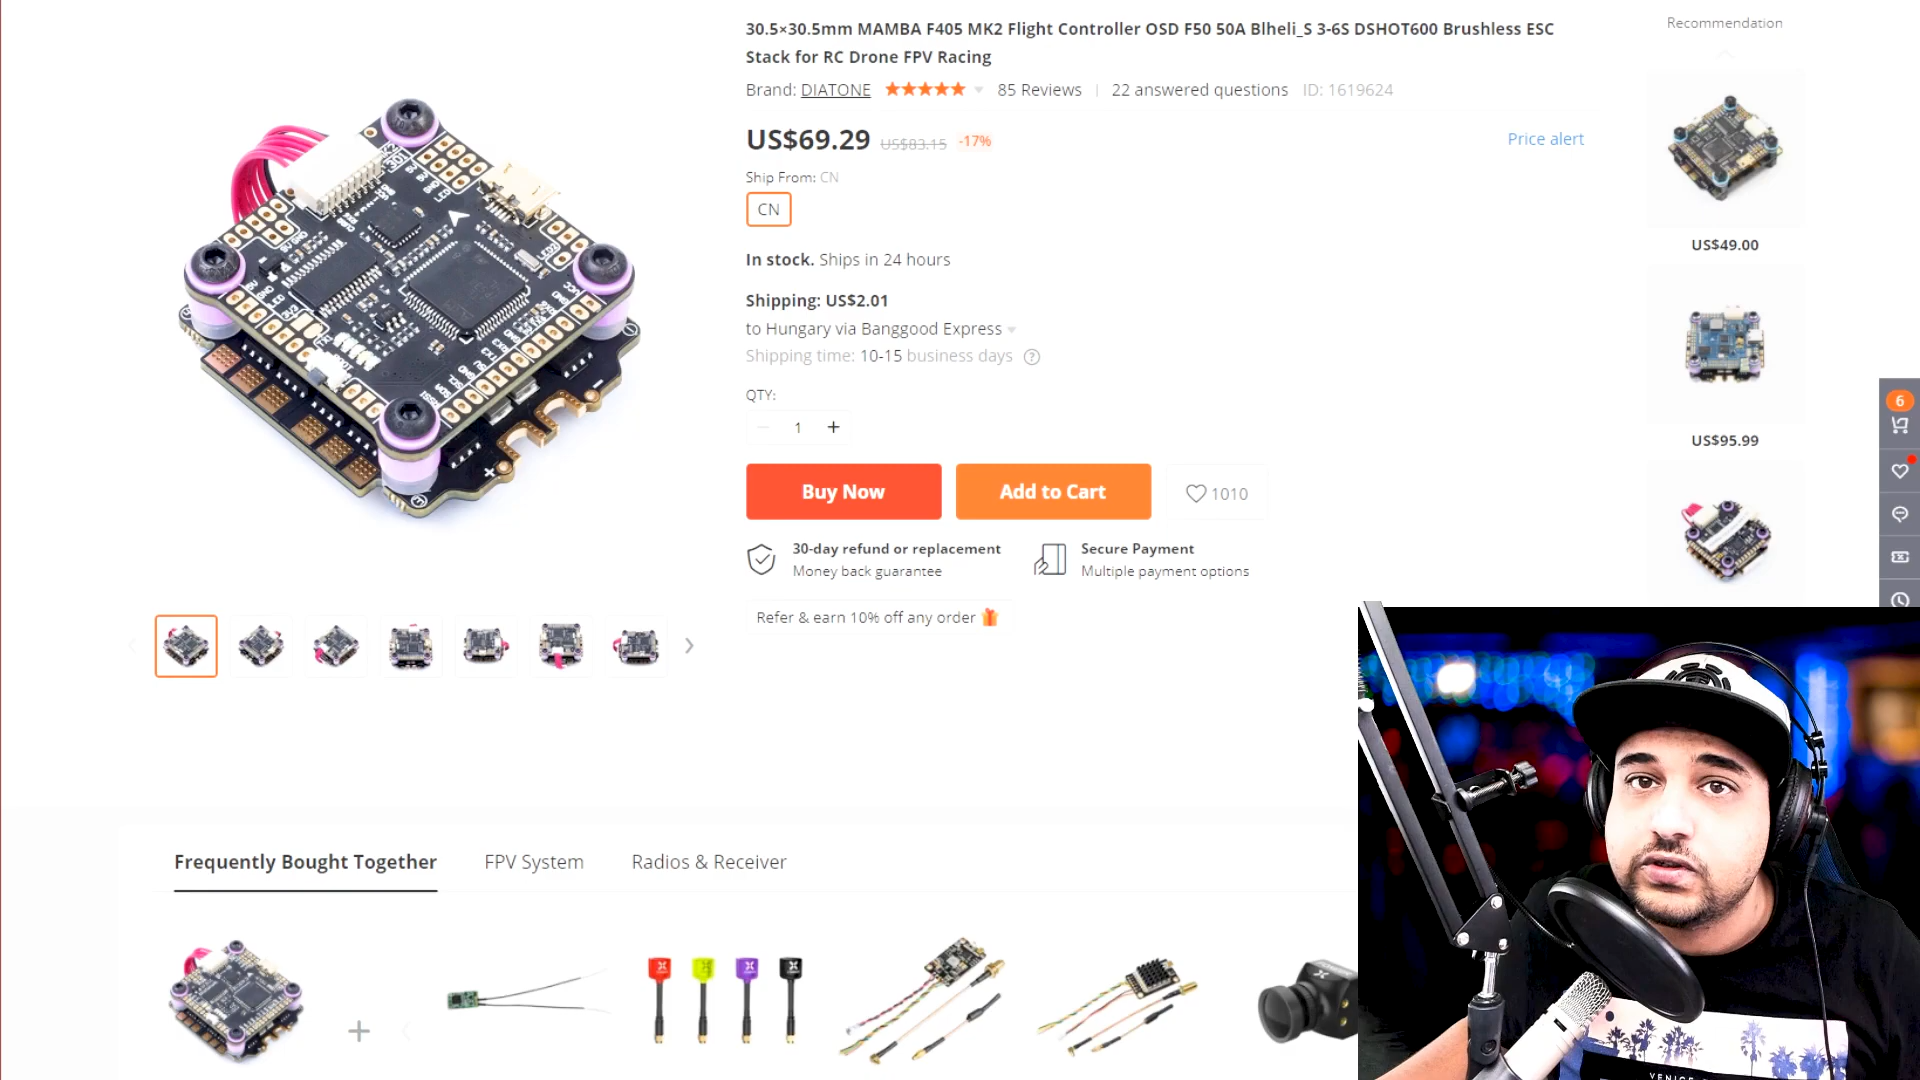 30.5×30.5mm MAMBA F405 MK2 Flight Controller OSD F50 50A Blheli_S 3-6S DSHOT600 Brushless ESC
Stack for RC Drone FPV Racing
Brand: DIATONE 85 Reviews | 22 answered questions ID: 1619624
US$69.29 US$83.15 -17%
Price alert
Ship From: CN
CN
In stock. Ships in 24 hours
Shipping: US$2.01
to Hungary via Banggood Express
Shipping time: 10-15 business days ?
QTY:
1 +
Buy Now Add to Cart 1010
30-day refund or replacement
Money back guarantee
Secure Payment
Multiple payment options
Refer & earn 10% off any order
Recommendation
US$49.00
US$95.99
6
Frequently Bought Together FPV System Radios & Receiver
VENICE